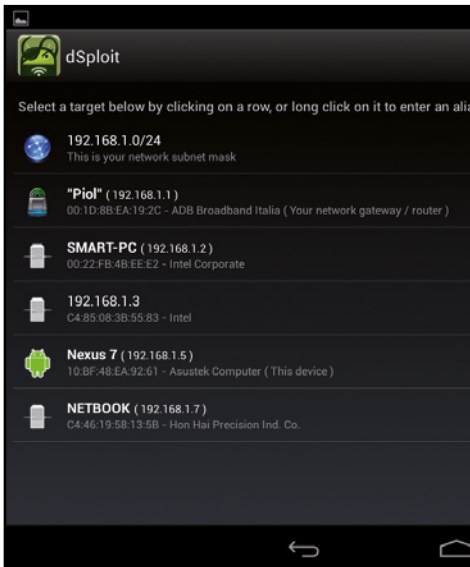 dSploit
Select a target below by clicking on a row, or long click on it to enter an alia
192.168.1.0/24
This is your network subnet mask
"Piol" ( 192.168.1.1 )
00:1D:8B:EA:19:2C - ADB Broadband Italia ( Your network gateway / router )
SMART-PC ( 192.168.1.2 )
00:22:FB:4B:EE:E2 - Intel Corporate
192.168.1.3
C4:85:08:3B:55:83 - Intel
Nexus 7 ( 192.168.1.5 )
10:BF:48:EA:92:61 - Asustek Computer ( This device )
NETBOOK ( 192.168.1.7 )
C4:46:19:58:13:5B - Hon Hai Precision Ind. Co.